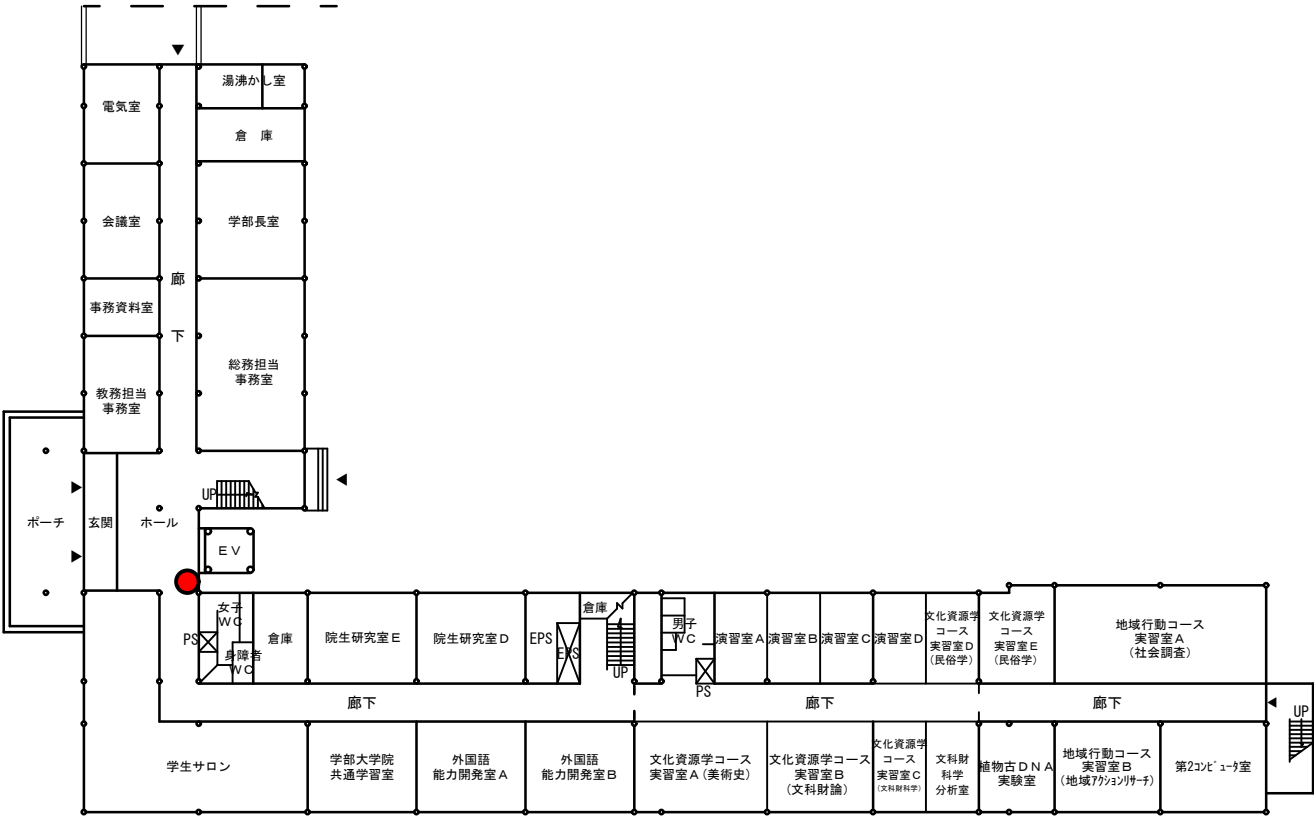 湯沸かし室
電気室
倉　庫
会議室
学部長室
廊
下
事務資料室
総務担当
事務室
教務担当
事務室
UP
ポーチ
玄関
ホール
ＥＶ
女子
ＷＣ
PS
身障者
ＷＣ
倉庫
院生研究室Ｅ
院生研究室Ｄ
EPS
EPS
倉庫
UP
男子
ＷＣ
PS
演習室Ａ
演習室Ｂ
演習室Ｃ
演習室Ｄ
文化資源学
コース
実習室Ｄ
(民俗学)
文化資源学
コース
実習室Ｅ
(民俗学)
地域行動コース
実習室Ａ
(社会調査)
廊下
廊下
廊下
UP
学生サロン
学部大学院
共通学習室
外国語
能力開発室Ａ
外国語
能力開発室Ｂ
文化資源学コース
実習室Ａ(美術史)
文化資源学コース
実習室Ｂ
(文科財論)
文化資源学
コース
実習室Ｃ
(文科財科学)
文科財
科学
分析室
植物古ＤＮＡ
実験室
地域行動コース
実習室Ｂ
(地域ｱｸｼｮﾝﾘｻｰﾁ)
第2ｺﾝﾋﾟｭｰﾀ室